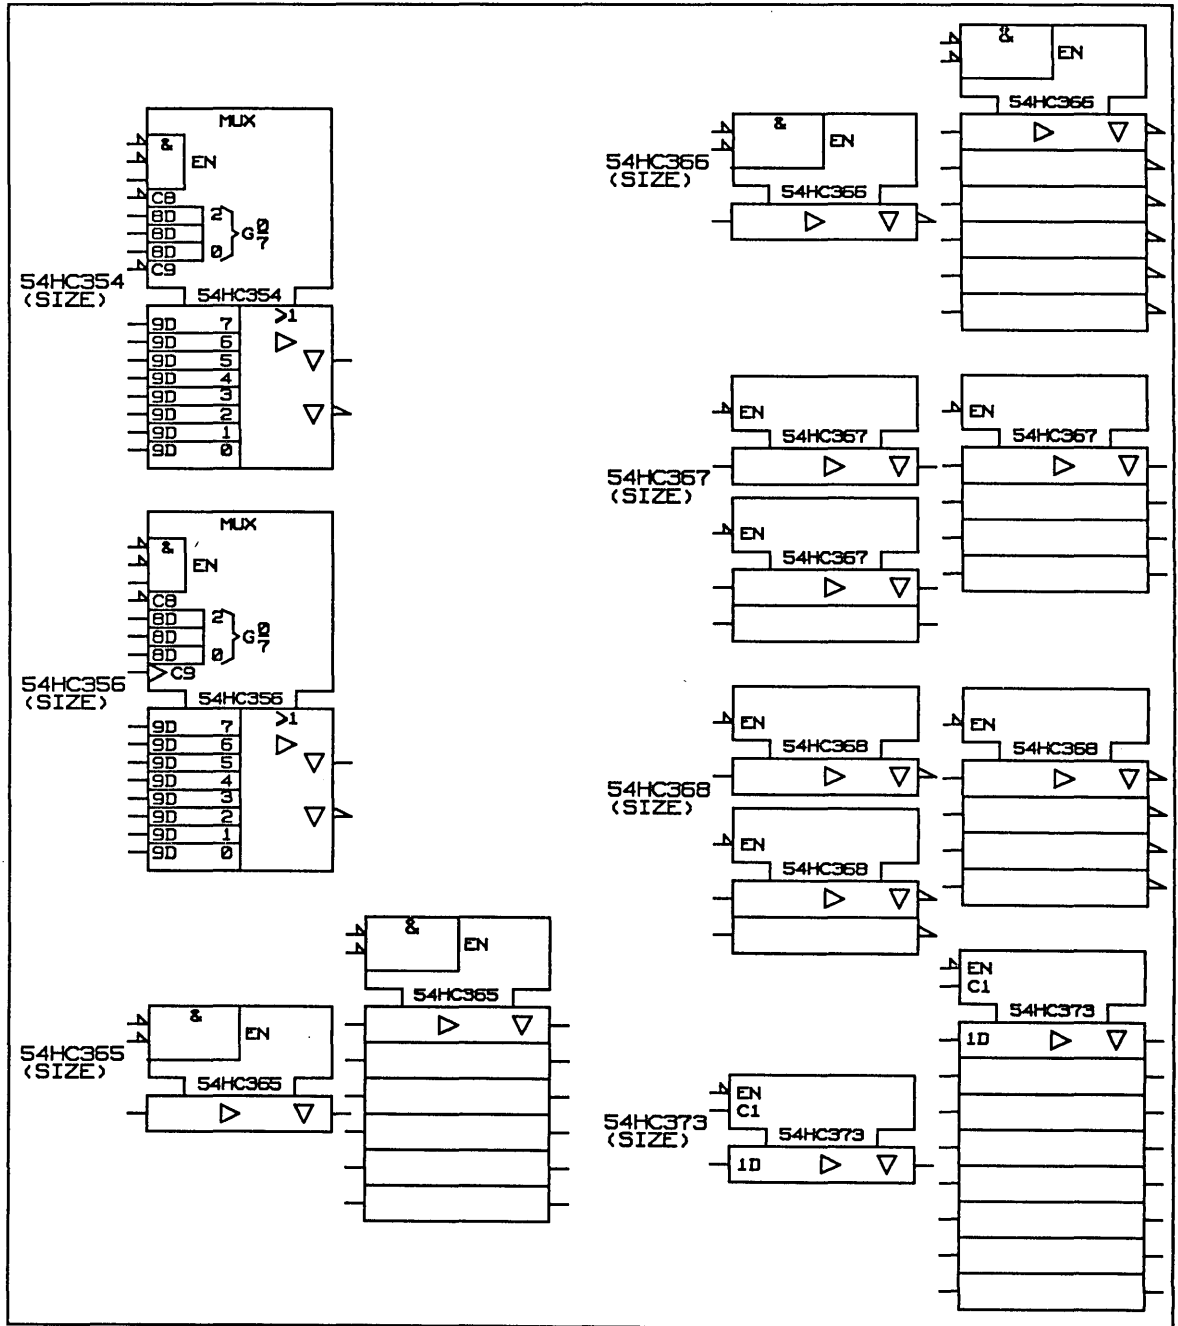 MUX
&
EN
C8
8D 2
8D
8D 0
G 0/7
C9
54HC354
(SIZE)
54HC354
>1
9D 7
9D 6
9D 5
9D 4
9D 3
9D 2
9D 1
9D 0
MUX
&
EN
C8
8D 2
8D
8D 0
G 0/7
C9
54HC356
(SIZE)
54HC356
>1
9D 7
9D 6
9D 5
9D 4
9D 3
9D 2
9D 1
9D 0
&
EN
54HC365
&
EN
54HC365
(SIZE)
54HC365
&
EN
54HC366
&
EN
54HC366
(SIZE)
54HC366
EN
54HC367
EN
54HC367
54HC367
(SIZE)
EN
54HC367
EN
54HC368
EN
54HC368
54HC368
(SIZE)
EN
54HC368
EN
C1
54HC373
1D
EN
C1
54HC373
(SIZE)
54HC373
1D